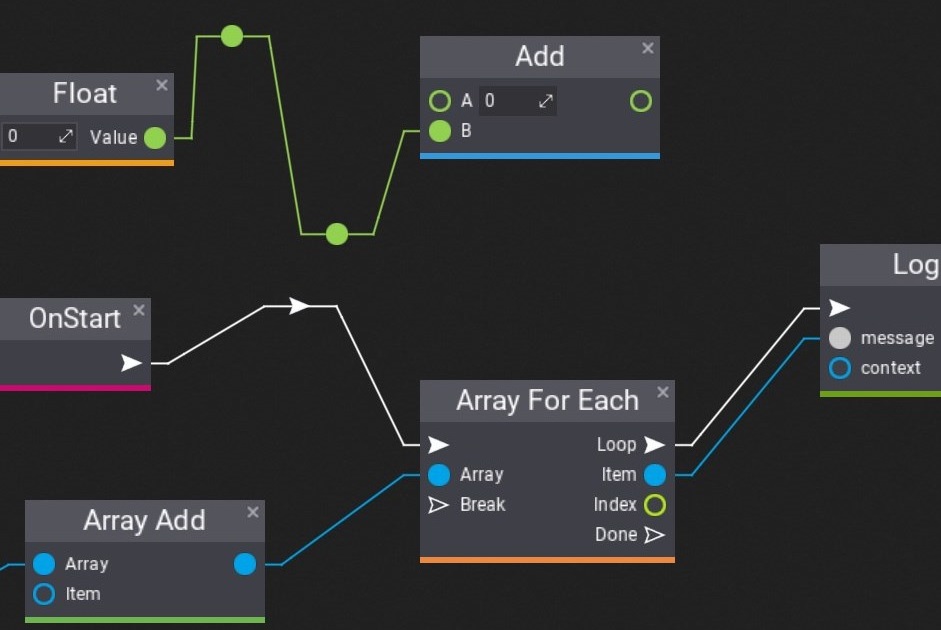 Float
0 Value
Add
A 0
B
OnStart
Log
message
context
Array For Each
Loop
Array Item
Break Index
Done
Array Add
Array
Item